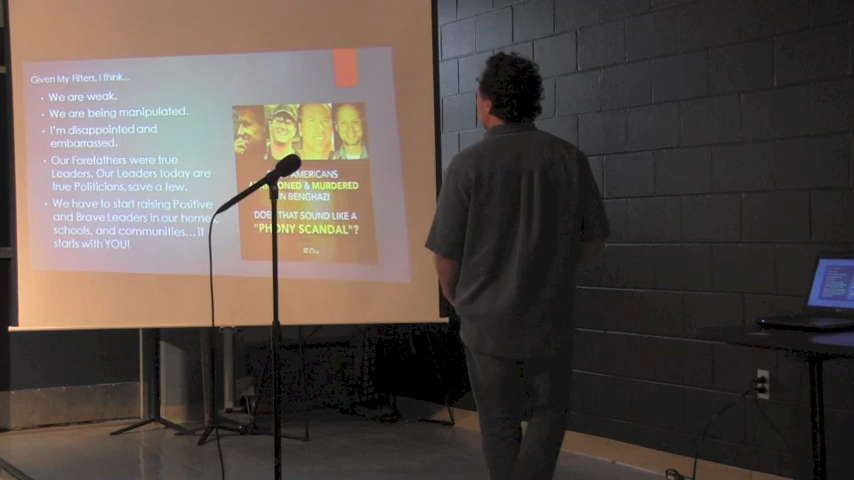 Given My Filters, I think...
• We are weak.
• We are being manipulated.
• I'm disappointed and
embarrassed.
• Our Forefathers were true
Leaders. Our Leaders today are
true Politicians, save a few.
• We have to start raising Positive
and Brave Leaders in our homes,
schools, and communities... it
starts with YOU!
AMERICANS
& MURDERED
IN BENGHAZI
DOES THAT SOUND LIKE A
"PHONY SCANDAL"?